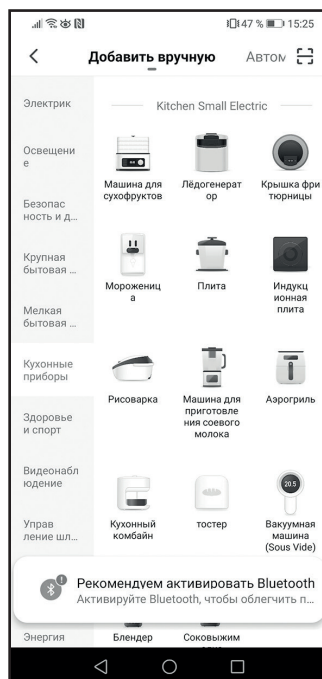 47 % 15:25
Добавить вручную Автом
Электрик
Освещени
е
Безопас
ность и д...
Крупная
бытовая ...
Мелкая
бытовая ...
Кухонные
приборы
Здоровье
и спорт
Видеонабл
юдение
Управ
ление шл...
Энергия
Kitchen Small Electric
Машина для
сухофруктов
Лёдогенерат
ор
Крышка фри
тюрницы
Мороженищ
а
Плита
Индукц
ионная
плита
Рисоварка
Машина для
приготовле
ния соевого
молока
Аэрогриль
Кухонный
комбайн
тостер
20.5
Вакуумная
машина
(Sous Vide)
Рекомендуем активировать Bluetooth
Активируйте Bluetooth, чтобы облегчить п...
Блендер
Соковыжим